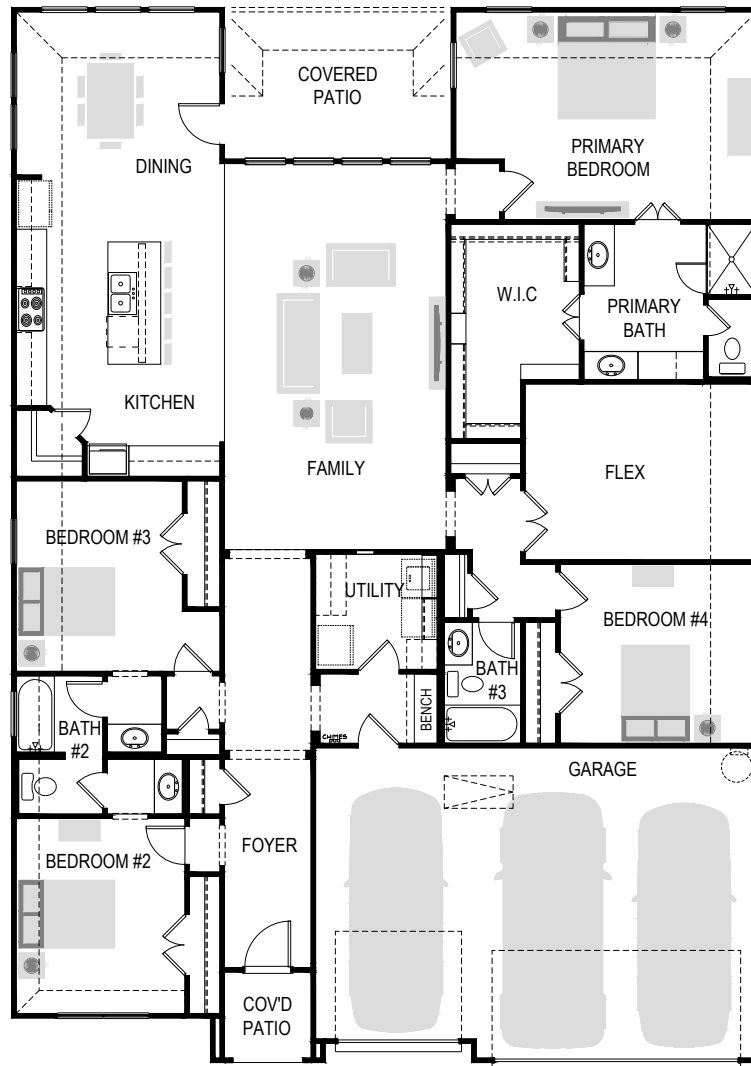 COVERED
PATIO
DINING
PRIMARY
BEDROOM
W.I.C
PRIMARY
BATH
KITCHEN
FAMILY
FLEX
BEDROOM #3
UTILITY
BEDROOM #4
BATH
#3
BENCH
BATH
#2
CHIMES
GARAGE
FOYER
BEDROOM #2
COV'D
PATIO